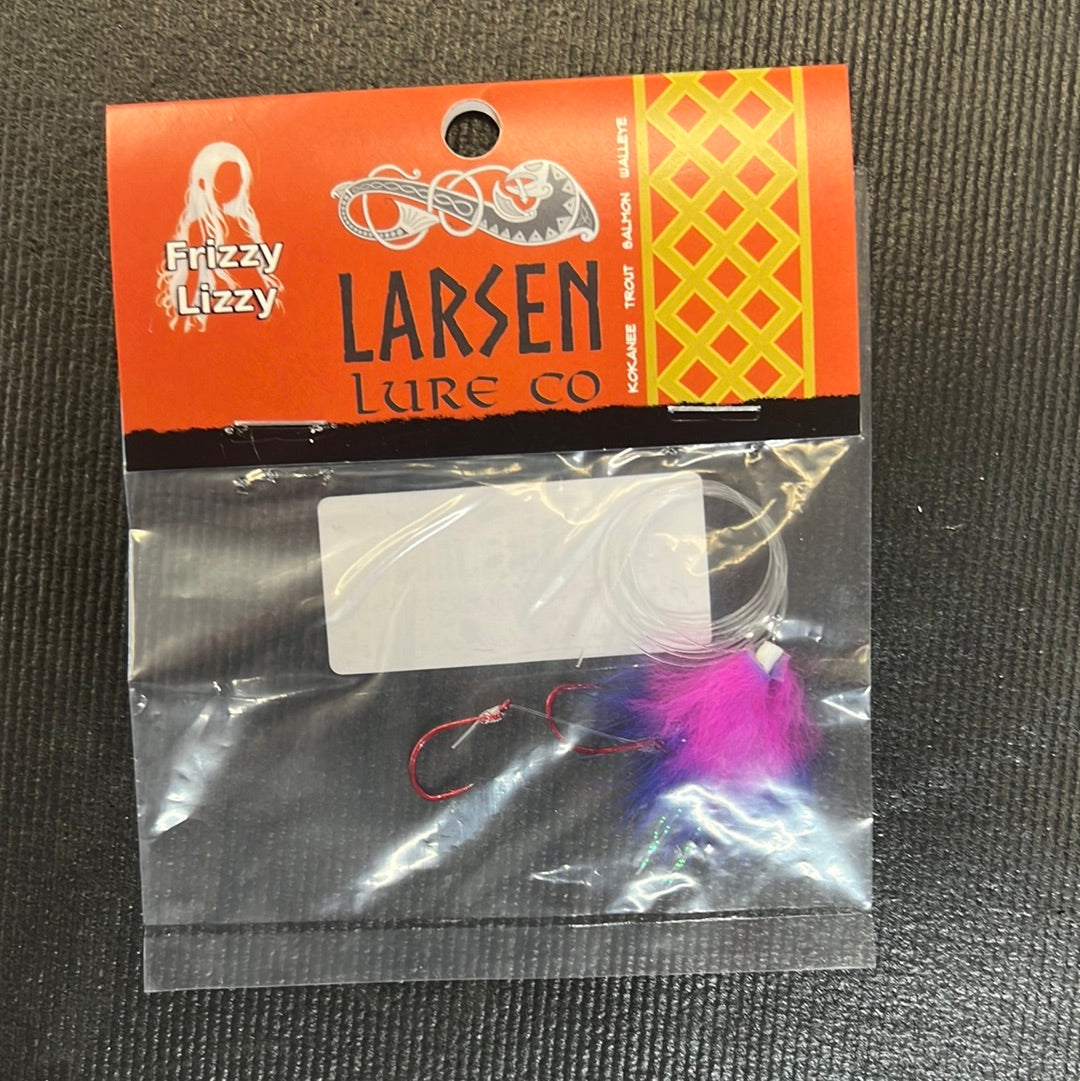 Frizzy
Lizzy
LARSEN
LURE CO
KOKANEE TROUT SALMON WALLEYE